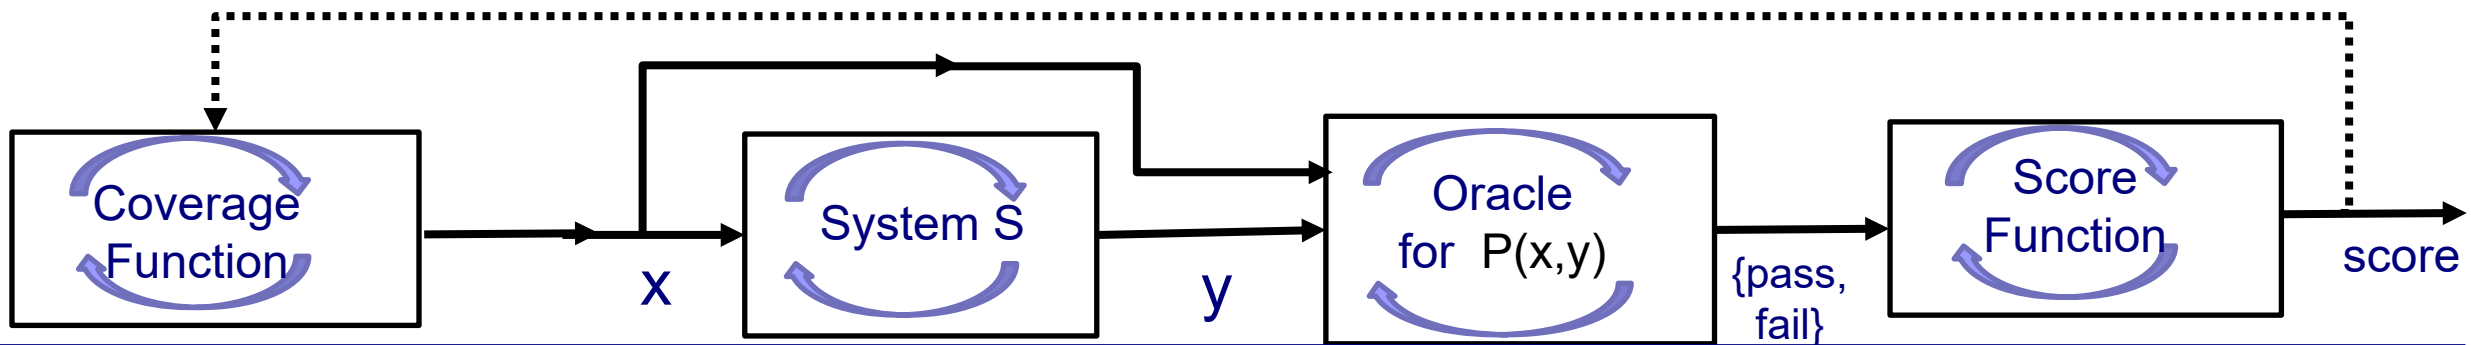 Coverage
Function
x
System S
y
Oracle
for P(x,y)
{pass,
fail}
Score
Function
score